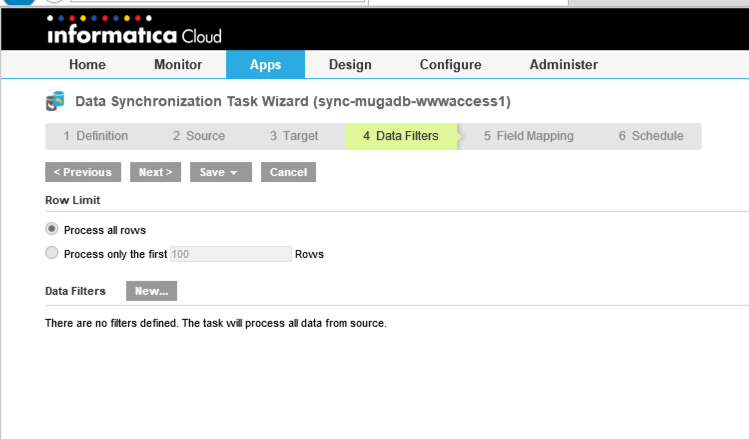 informatica Cloud
Home Monitor Apps Design Configure Administer
Data Synchronization Task Wizard (sync-mugadb-wwwaccess1)
1 Definition 2 Source 3 Target 4 Data Filters 5 Field Mapping 6 Schedule
< Previous Next > Save Cancel
Row Limit
Process all rows
Process only the first 100 Rows
Data Filters New...
There are no filters defined. The task will process all data from source.